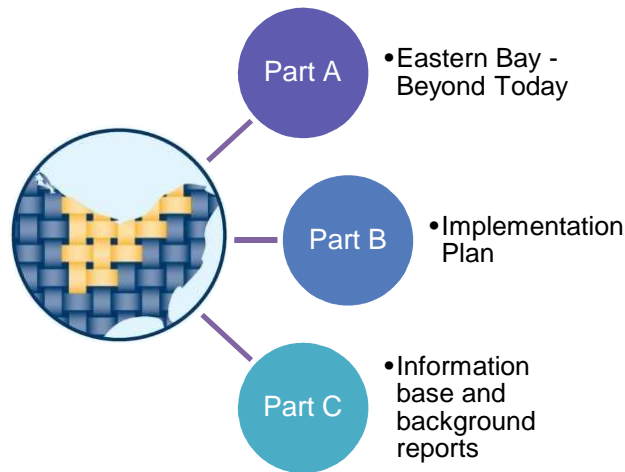 Part A
•Eastern Bay -
Beyond Today
Part B
•Implementation
Plan
Part C
•Information
base and
background
reports